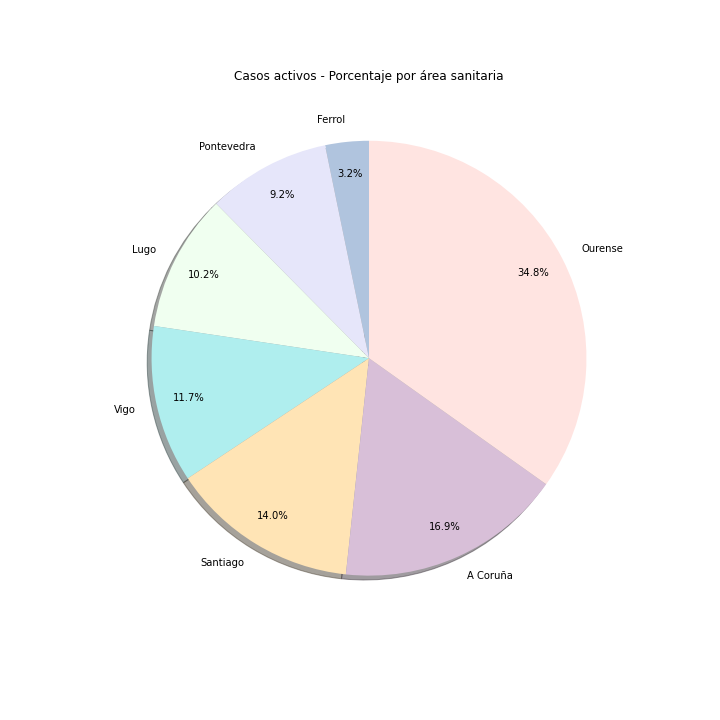 Casos activos - Porcentaje por área sanitaria
Ferrol
3.2%
Pontevedra
9.2%
Lugo
10.2%
Vigo
11.7%
Santiago
14.0%
A Coruña
16.9%
Ourense
34.8%